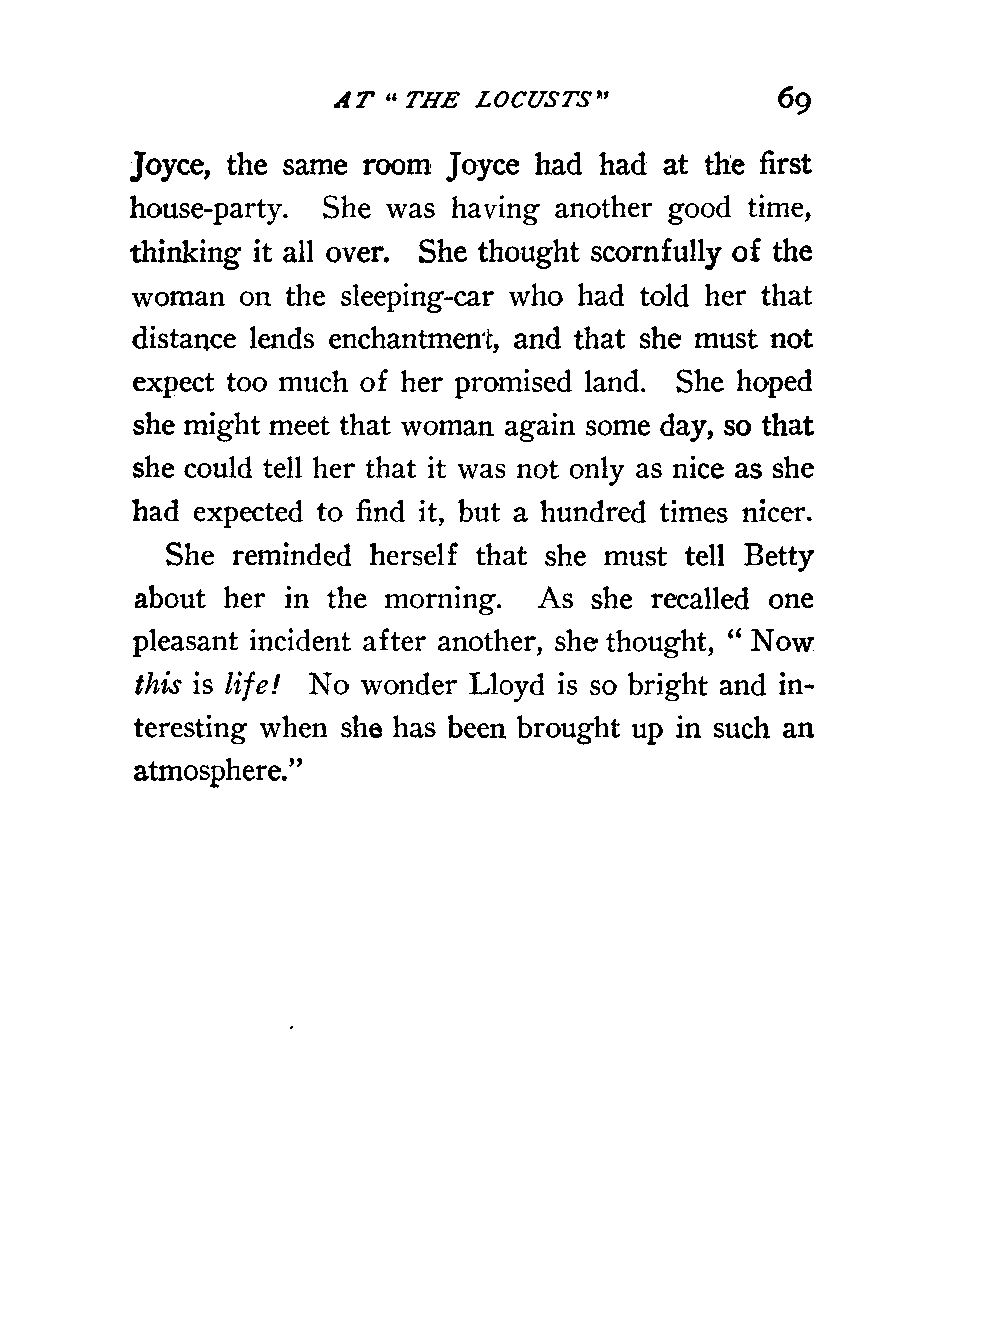 AT "THE LOCUSTS" 69
Joyce, the same room Joyce had had at the first
house-party. She was having another good time,
thinking it all over. She thought scornfully of the
woman on the sleeping-car who had told her that
distance lends enchantment, and that she must not
expect too much of her promised land. She hoped
she might meet that woman again some day, so that
she could tell her that it was not only as nice as she
had expected to find it, but a hundred times nicer.
She reminded herself that she must tell Betty
about her in the morning. As she recalled one
pleasant incident after another, she thought, "Now
this is life! No wonder Lloyd is so bright and in-
teresting when she has been brought up in such an
atmosphere."